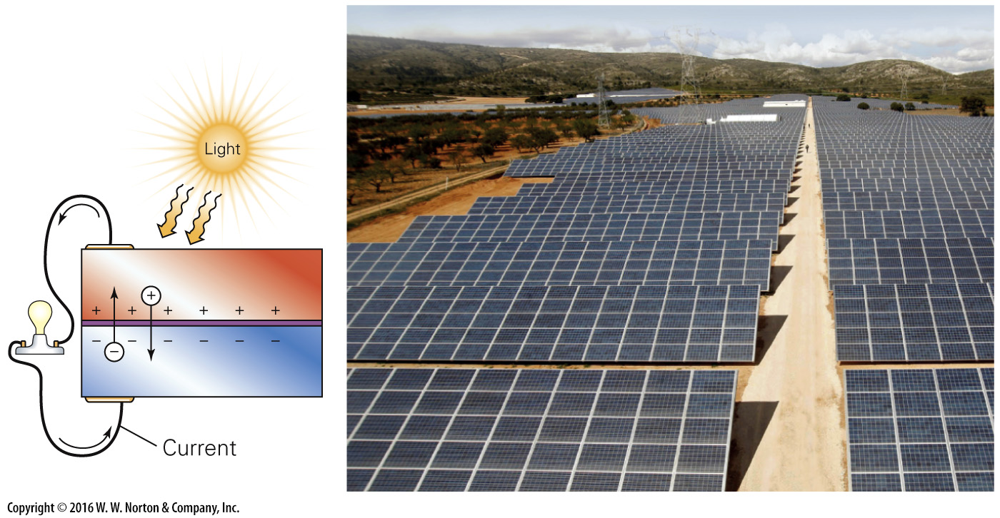 Light
+ + + + + + +
− − − − − − −
Current
Copyright © 2016 W. W. Norton & Company, Inc.